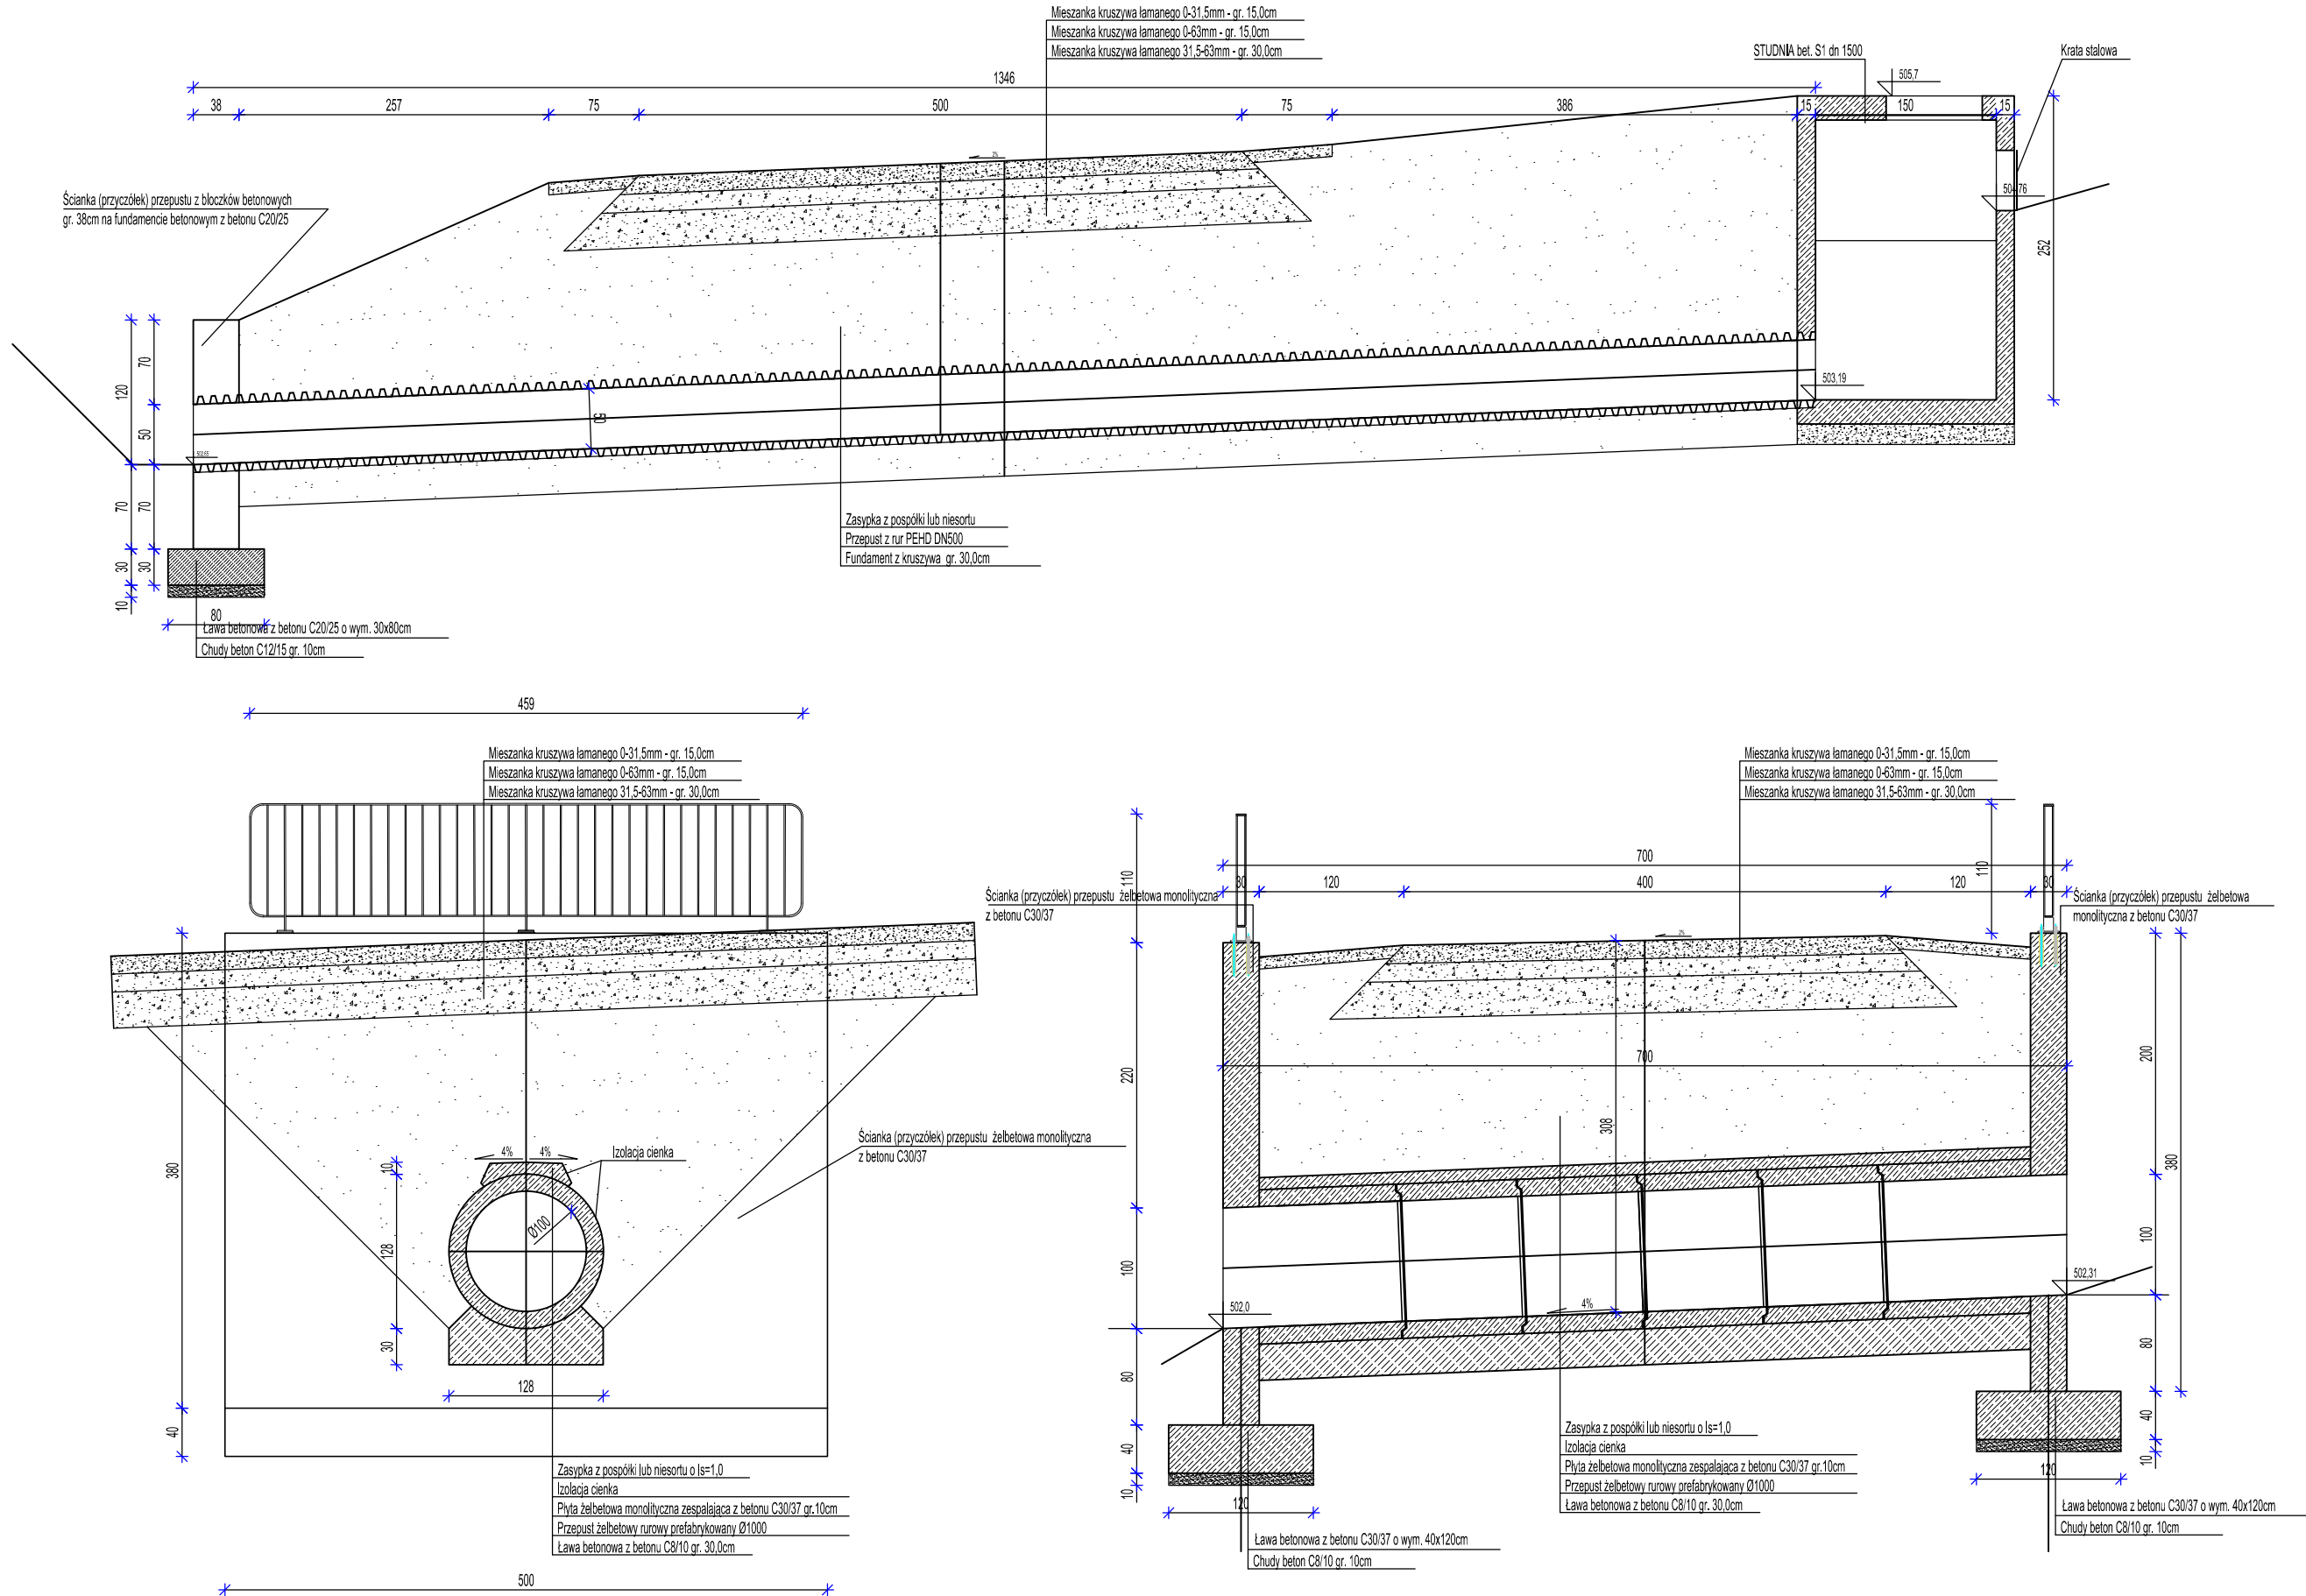 Mieszanka kruszywa łamanego 0-31,5mm - gr. 15,0cm
Mieszanka kruszywa łamanego 0-63mm - gr. 15,0cm
Mieszanka kruszywa łamanego 31,5-63mm - gr. 30,0cm
STUDNIA bet. S1 dn 1500
Krata stalowa
505,7
1346
38 257 75 500 75 386 15 150 15
2%
Ścianka (przyczółek) przepustu z bloczków betonowych
gr. 38cm na fundamencie betonowym z betonu C20/25
504,76
252
120
70
50
50
503,19
70
70
30
30
10
80
Zasypka z pospółki lub niesortu
Przepust z rur PEHD DN500
Fundament z kruszywa gr. 30,0cm
Ława betonowa z betonu C20/25 o wym. 30x80cm
Chudy beton C12/15 gr. 10cm
459
Mieszanka kruszywa łamanego 0-31,5mm - gr. 15,0cm
Mieszanka kruszywa łamanego 0-63mm - gr. 15,0cm
Mieszanka kruszywa łamanego 31,5-63mm - gr. 30,0cm
380
40
4% 4%
Izolacja cienka
10
128
30
Ø100
128
Ścianka (przyczółek) przepustu żelbetowa monolityczna
z betonu C30/37
Zasypka z pospółki lub niesortu o Is=1,0
Izolacja cienka
Płyta żelbetowa monolityczna zespalająca z betonu C30/37 gr.10cm
Przepust żelbetowy rurowy prefabrykowany Ø1000
Ława betonowa z betonu C8/10 gr. 30,0cm
500
Mieszanka kruszywa łamanego 0-31,5mm - gr. 15,0cm
Mieszanka kruszywa łamanego 0-63mm - gr. 15,0cm
Mieszanka kruszywa łamanego 31,5-63mm - gr. 30,0cm
700
30 120 400 120 30
110
110
Ścianka (przyczółek) przepustu żelbetowa monolityczna
z betonu C30/37
Ścianka (przyczółek) przepustu żelbetowa
monolityczna z betonu C30/37
2%
700
308
220
100
80
40
10
200
100
80
40
10
380
502,0
502,31
4%
120
120
Zasypka z pospółki lub niesortu o Is=1,0
Izolacja cienka
Płyta żelbetowa monolityczna zespalająca z betonu C30/37 gr.10cm
Przepust żelbetowy rurowy prefabrykowany Ø1000
Ława betonowa z betonu C8/10 gr. 30,0cm
Ława betonowa z betonu C30/37 o wym. 40x120cm
Chudy beton C8/10 gr. 10cm
Ława betonowa z betonu C30/37 o wym. 40x120cm
Chudy beton C8/10 gr. 10cm